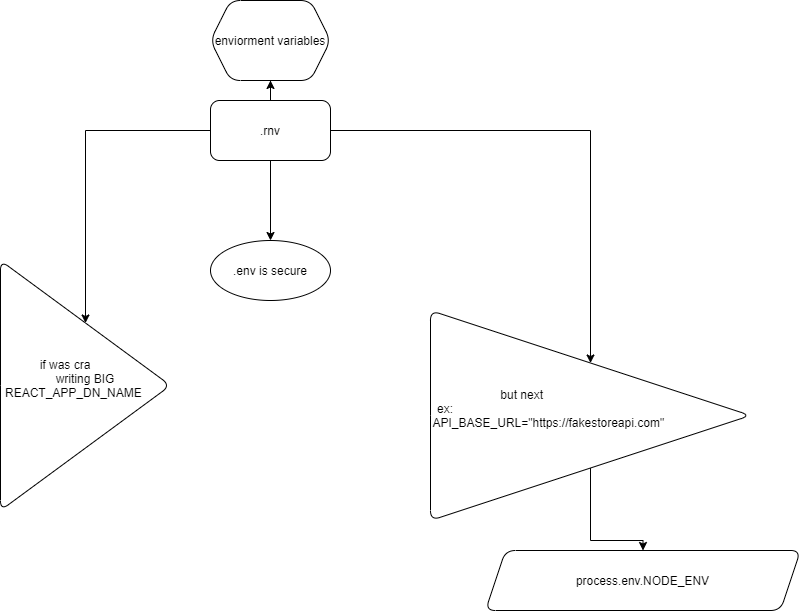 enviorment variables
.rnv
.env is secure
if was cra
writing BIG
REACT_APP_DN_NAME
but next
ex:
API_BASE_URL="https://fakestoreapi.com"
process.env.NODE_ENV